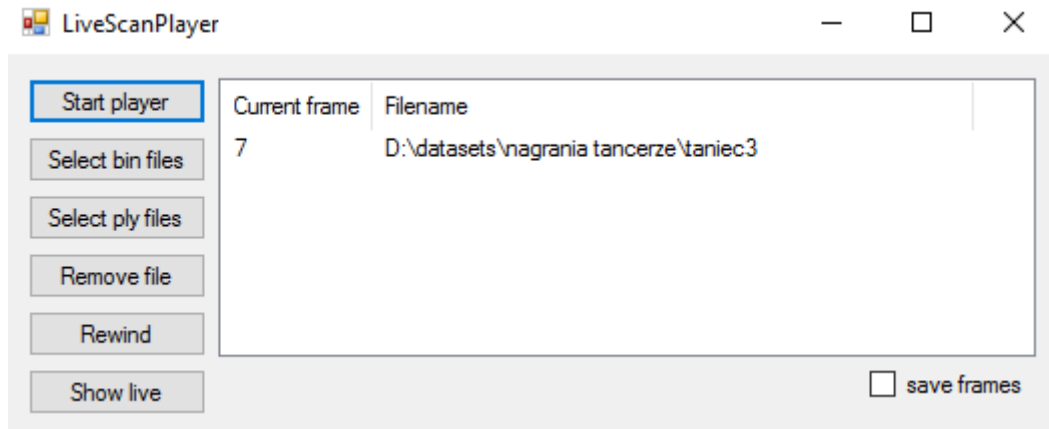 LiveScanPlayer
Start player
Select bin files
Select ply files
Remove file
Rewind
Show live
Current frame Filename
7 D:\datasets\nagrania tancerze\taniec3
save frames